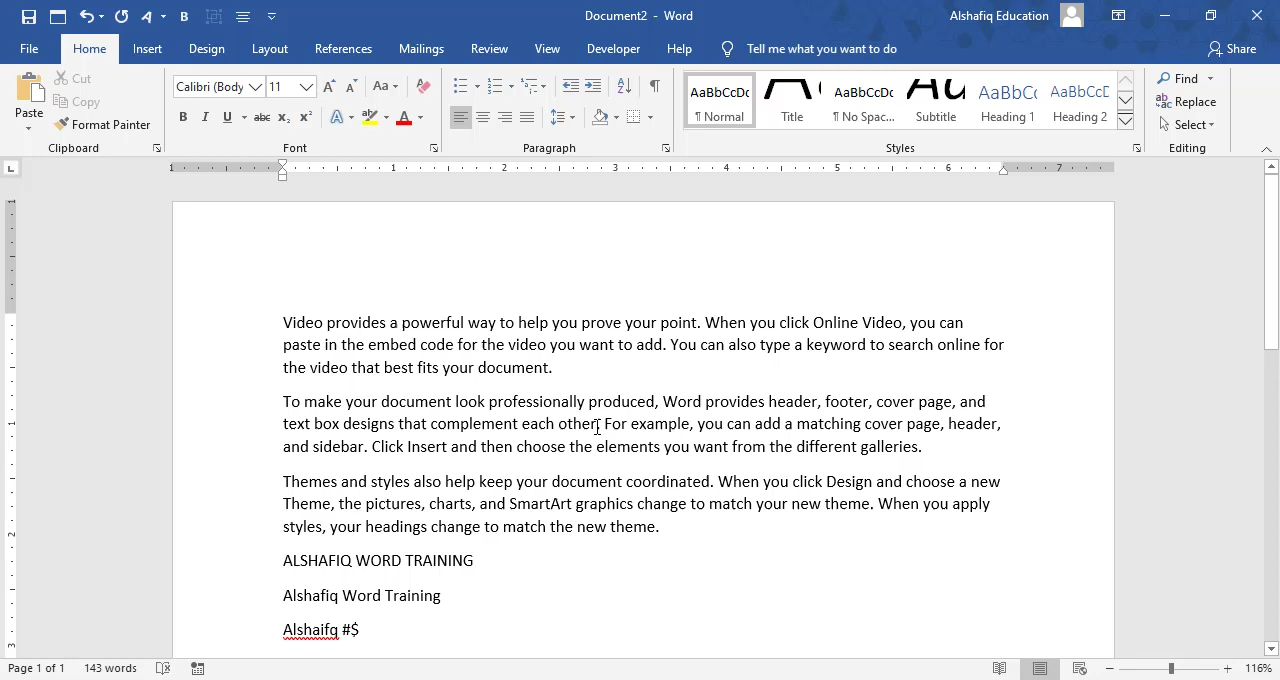 Document2 - Word
Alshafiq Education
File Home Insert Design Layout References Mailings Review View Developer Help Tell me what you want to do Share
Paste
Cut
Copy
Format Painter
Clipboard
Calibri (Body 11
Font
Paragraph
AaBbCcDc AaBbCcDc AaBbCc AaBbCcD
¶ Normal Title ¶ No Spac... Subtitle Heading 1 Heading 2
Styles
Find
Replace
Select
Editing
1 1 2 3 4 5 6 7
Video provides a powerful way to help you prove your point. When you click Online Video, you can
paste in the embed code for the video you want to add. You can also type a keyword to search online for
the video that best fits your document.
To make your document look professionally produced, Word provides header, footer, cover page, and
text box designs that complement each other. For example, you can add a matching cover page, header,
and sidebar. Click Insert and then choose the elements you want from the different galleries.
Themes and styles also help keep your document coordinated. When you click Design and choose a new
Theme, the pictures, charts, and SmartArt graphics change to match your new theme. When you apply
styles, your headings change to match the new theme.
ALSHAFIQ WORD TRAINING
Alshafiq Word Training
Alshaifq #$
Page 1 of 1 143 words 116%